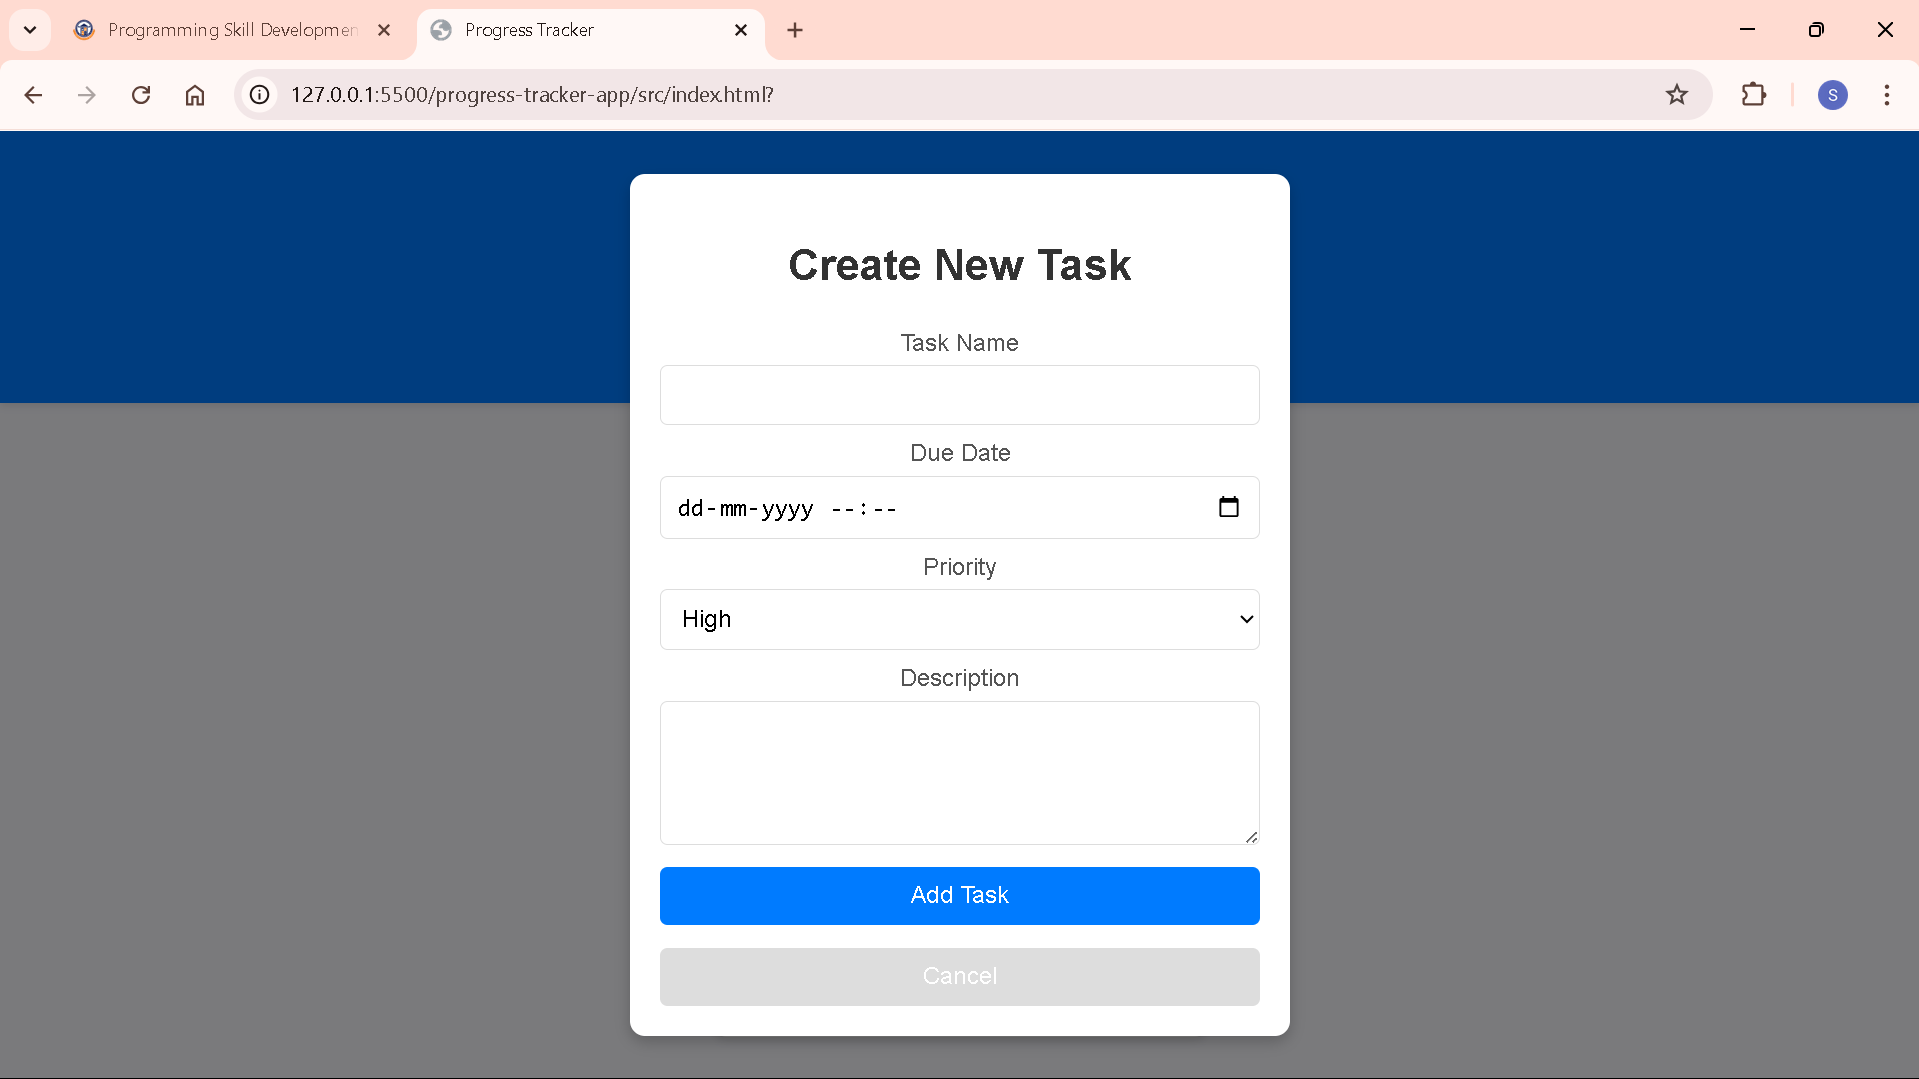 Programming Skill Developmen
Progress Tracker
127.0.0.1:5500/progress-tracker-app/src/index.html?
S
Create New Task
Task Name
Due Date
dd-mm-yyyy --:--
Priority
High
Description
Add Task
Cancel